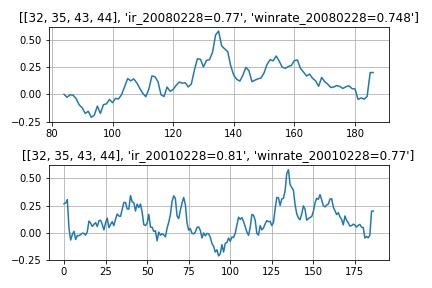 [[32, 35, 43, 44], 'ir_20080228=0.77', 'winrate_20080228=0.748']
0.50
0.25
0.00
−0.25
80 100 120 140 160 180
[[32, 35, 43, 44], 'ir_20010228=0.81', 'winrate_20010228=0.77']
0.50
0.25
0.00
−0.25
0 25 50 75 100 125 150 175